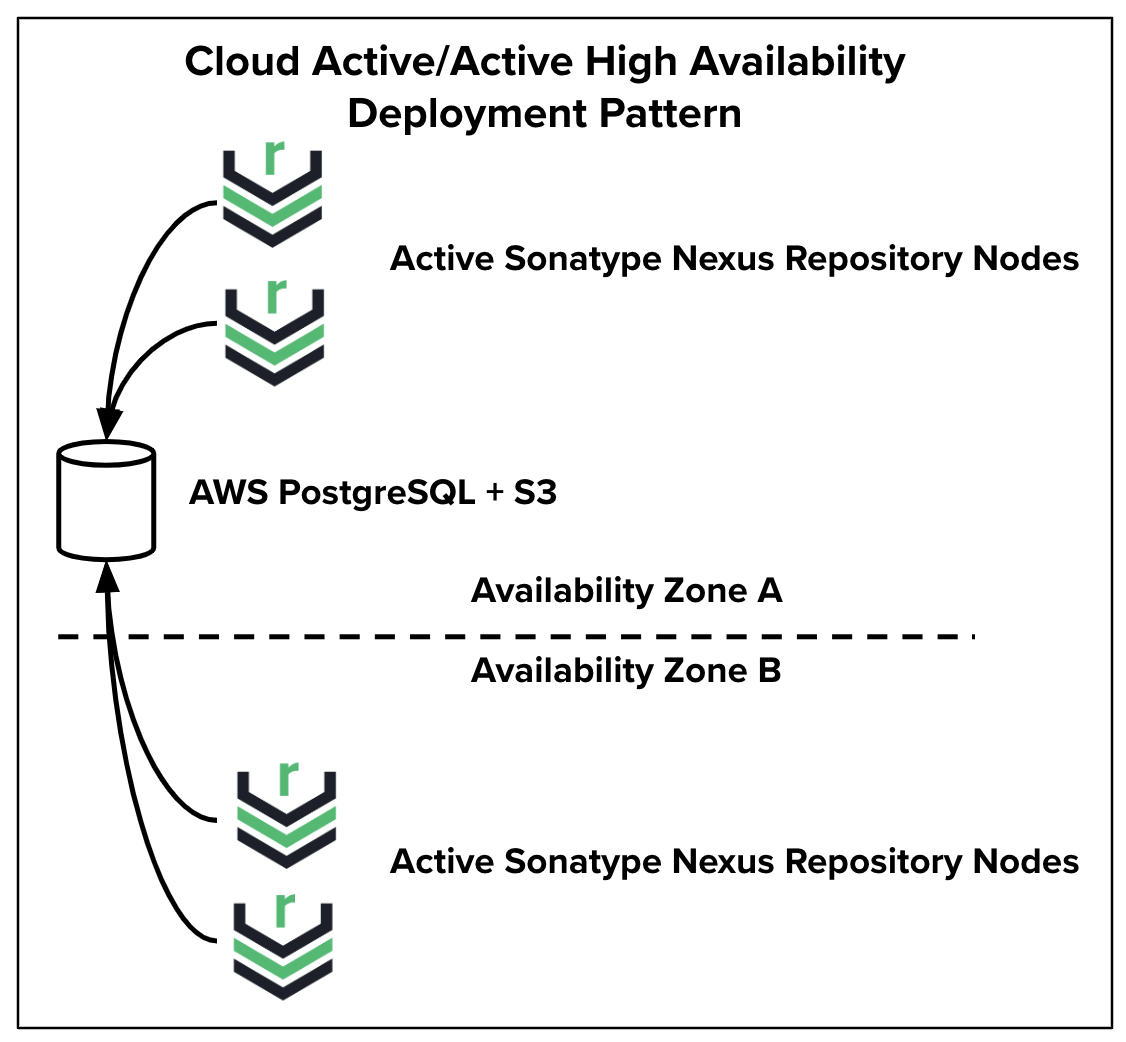 Cloud Active/Active High Availability
Deployment Pattern
r
Active Sonatype Nexus Repository Nodes
r
AWS PostgreSQL + S3
Availability Zone A
Availability Zone B
r
Active Sonatype Nexus Repository Nodes
r